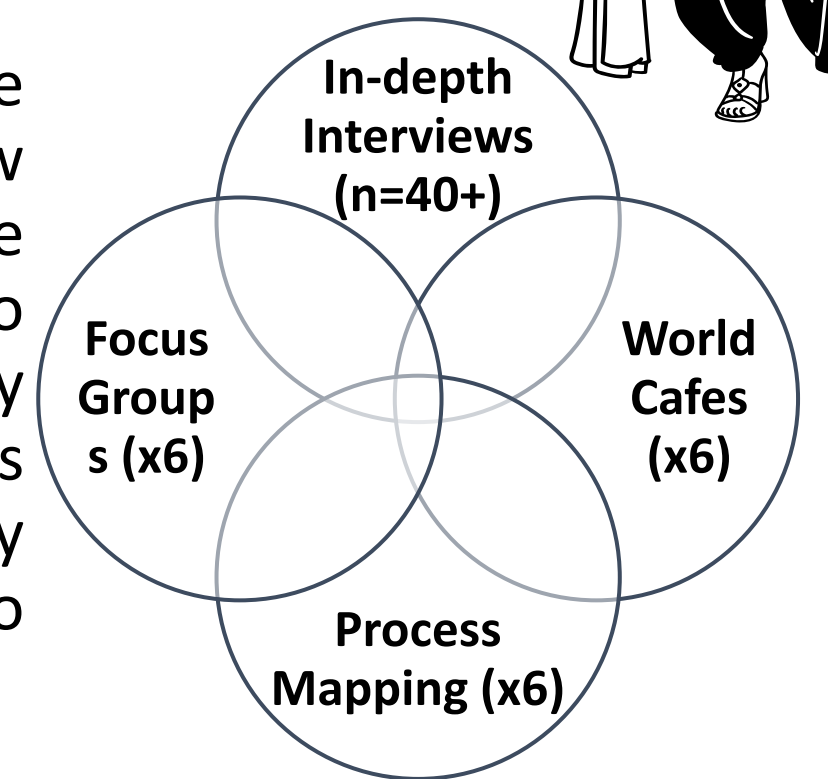 e
w
e
o
y
s
y
o
In-depth
Interviews
(n=40+)
Focus
Group
s (x6)
World
Cafes
(x6)
Process
Mapping (x6)